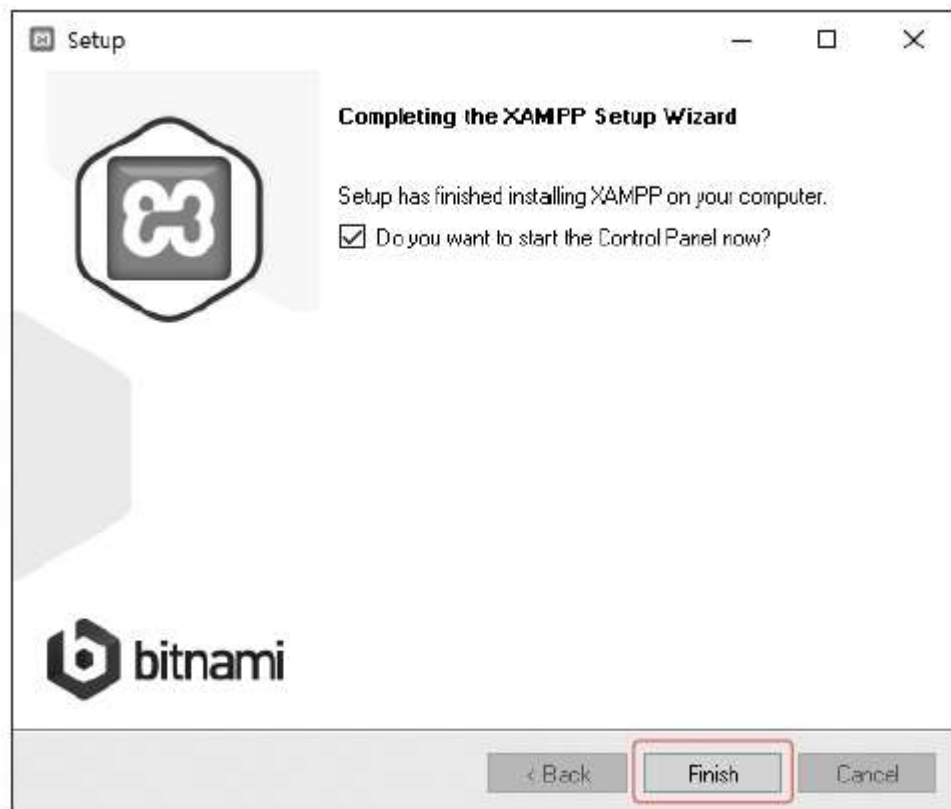 Setup
Completing the XAMPP Setup Wizard
Setup has finished installing XAMPP on your computer.
Do you want to start the Control Panel now?
bitnami
< Back
Finish
Cancel